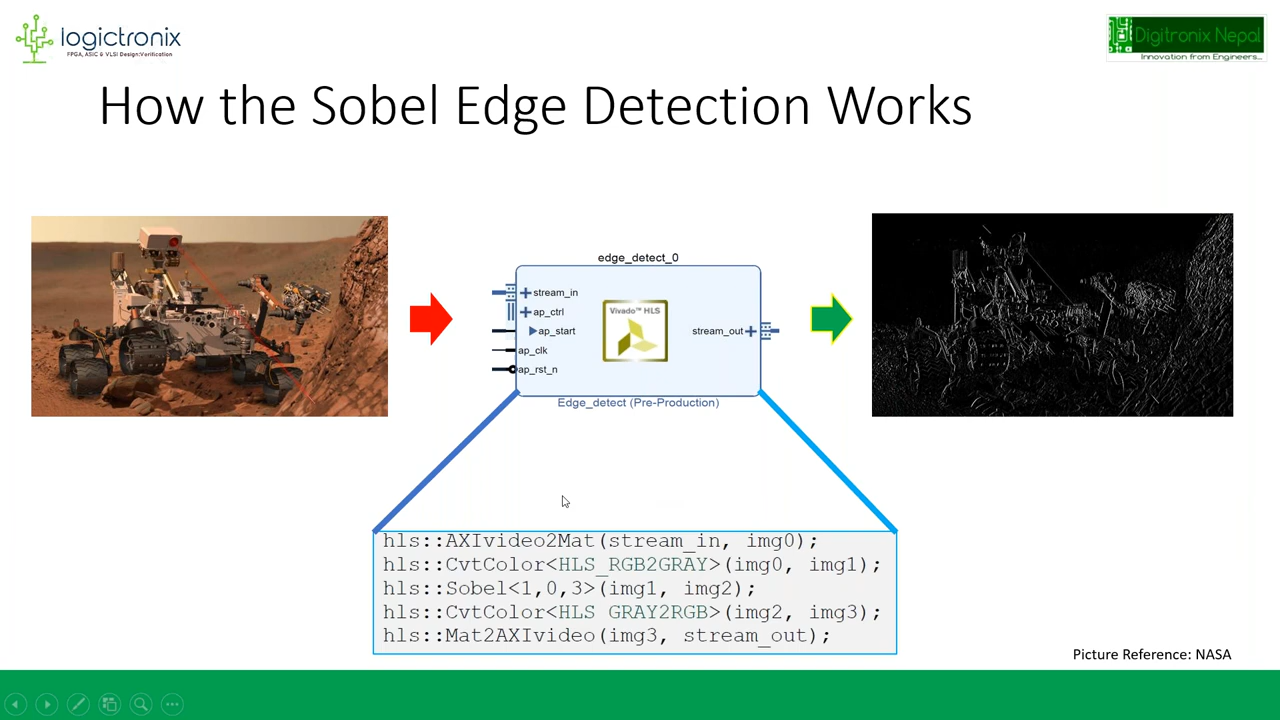 logictronix
FPGA, ASIC & VLSI Design:Verification
Digitronix Nepal
Innovation from Engineers...
How the Sobel Edge Detection Works
edge_detect_0
stream_in
ap_ctrl
ap_start
ap_clk
ap_rst_n
Vivado™ HLS
stream_out
Edge_detect (Pre-Production)
hls::AXIvideo2Mat(stream_in, img0);
hls::CvtColor<HLS_RGB2GRAY>(img0, img1);
hls::Sobel<1,0,3>(img1, img2);
hls::CvtColor<HLS GRAY2RGB>(img2, img3);
hls::Mat2AXIvideo(img3, stream_out);
Picture Reference: NASA